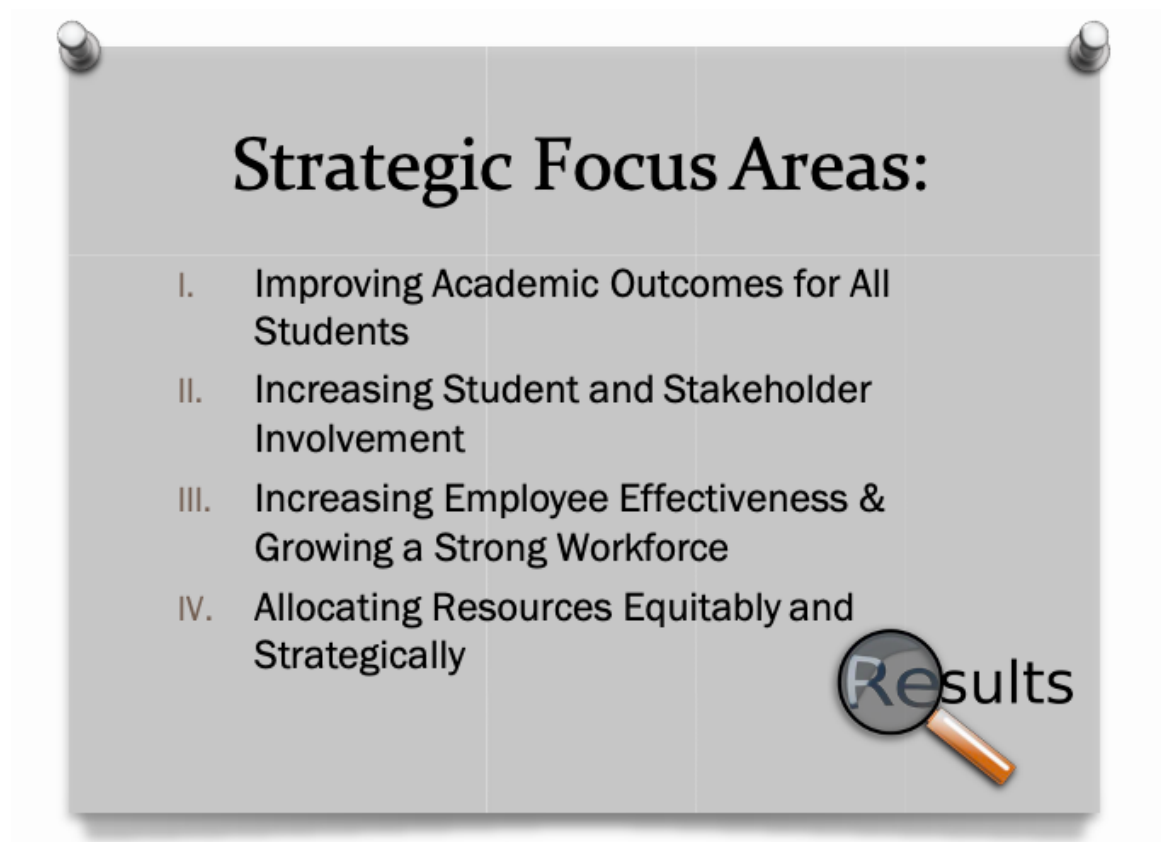 Strategic Focus Areas:
I. Improving Academic Outcomes for All
Students
II. Increasing Student and Stakeholder
Involvement
III. Increasing Employee Effectiveness &
Growing a Strong Workforce
IV. Allocating Resources Equitably and
Strategically
Results